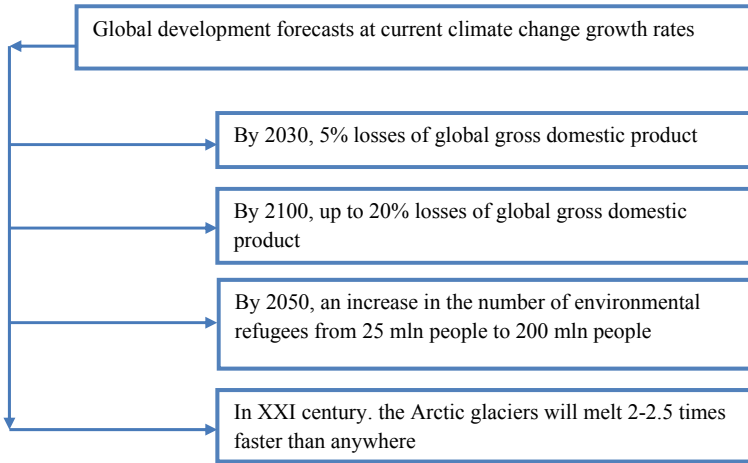 Global development forecasts at current climate change growth rates
By 2030, 5% losses of global gross domestic product
By 2100, up to 20% losses of global gross domestic
product
By 2050, an increase in the number of environmental
refugees from 25 mln people to 200 mln people
In XXI century. the Arctic glaciers will melt 2-2.5 times
faster than anywhere